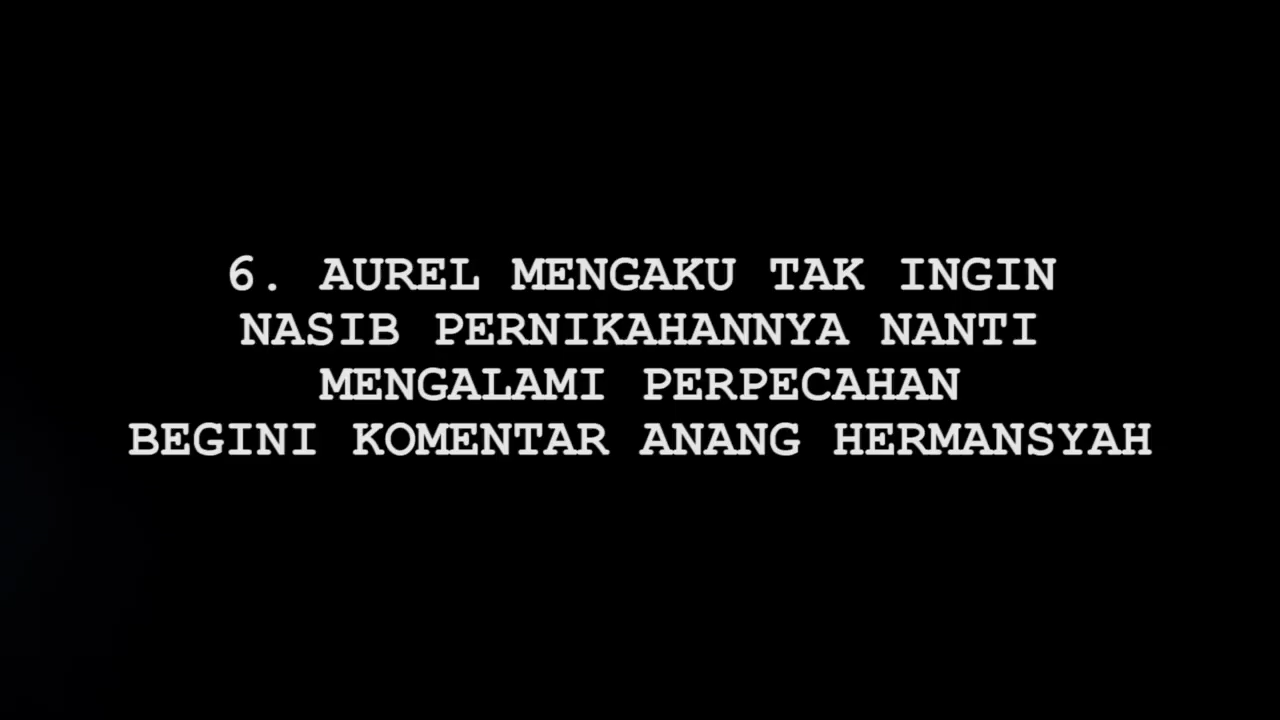 6. AUREL MENGAKU TAK INGIN
NASIB PERNIKAHANNYA NANTI
MENGALAMI PERPECAHAN
BEGINI KOMENTAR ANANG HERMANSYAH